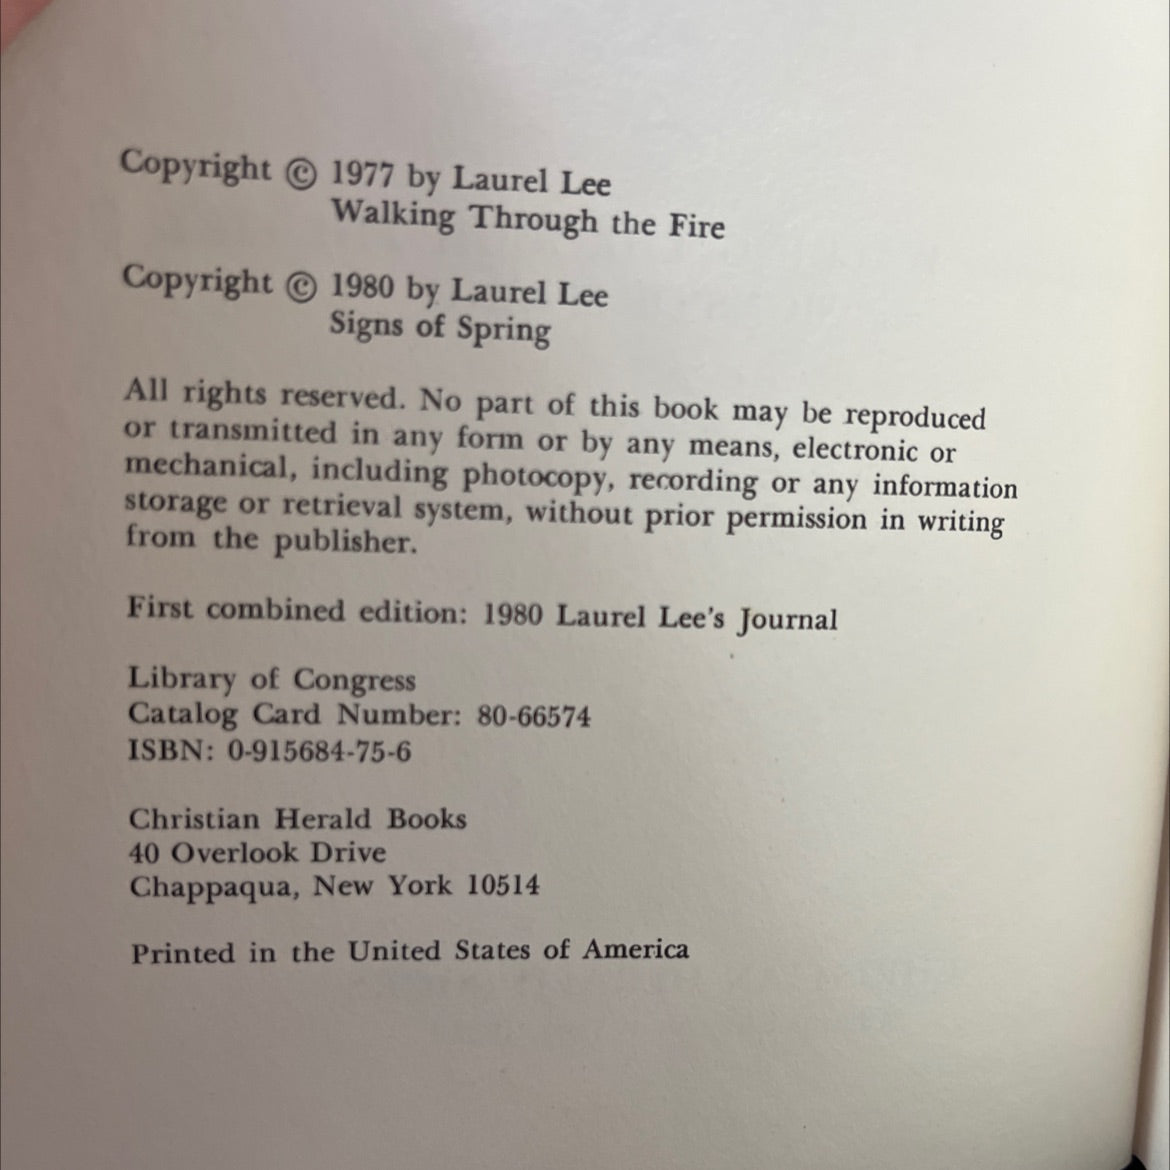 Copyright © 1977 by Laurel Lee
Walking Through the Fire
Copyright © 1980 by Laurel Lee
Signs of Spring
All rights reserved. No part of this book may be reproduced
or transmitted in any form or by any means, electronic or
mechanical, including photocopy, recording or any information
storage or retrieval system, without prior permission in writing
from the publisher.
First combined edition: 1980 Laurel Lee's Journal
Library of Congress
Catalog Card Number: 80-66574
ISBN: 0-915684-75-6
Christian Herald Books
40 Overlook Drive
Chappaqua, New York 10514
Printed in the United States of America